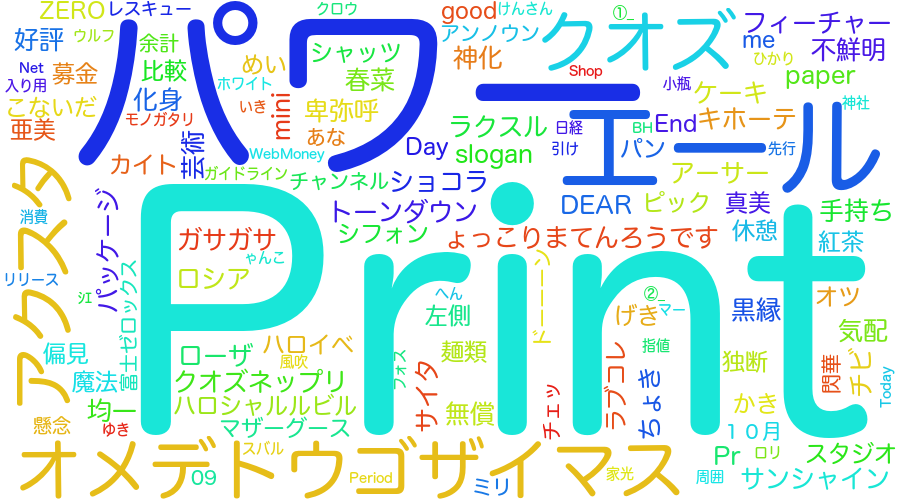 ZERO
レスキュー
クロウ
good
けんさん
①_
フィーチャー
好評
ウルフ
余計
パワー
アンノウン
クオズ
me
不鮮明
Net
募金
比較
シャッツ
神化
ひかり
入り用
めい
Shop
paper
こないだ
化身
ホワイト
春菜
小瓶
ケーキ
神社
亜美
モノガタリ
いき
mini
卑弥呼
ラクスル
日経
BH
End
キホーテ
芸術
あな
Day
slogan
引け
パン
エール
先行
カイト
WebMoney
ガイドライン
チャンネル
ショコラ
アーサー
アクスタ
パッケージ
トーンダウン
DEAR
ピック
真美
手持ち
消費
Print
ガサガサ
シフォン
ょっこりまてんろうです
休憩
紅茶
リリース
ゃんこ
ロシア
富士ゼロックス
ドーーーン
へん
②_
マー
黒縁
オツ
左側
げき
気配
偏見
ローザ
ハロイベ
風吹
麺類
指値
独断
チビ
魔法
クオズネップリ
フォス
サイタ
ラブコレ
閃華
Today
均一
ハロシャルルビル
無償
チェッ
ちょき
かき
懸念
ゆき
マザーグース
１０月
オメデトウゴザイマス
スバル
09
Period
ミリ
家光
Pr
ロリ
周囲
スタジオ
サンシャイン